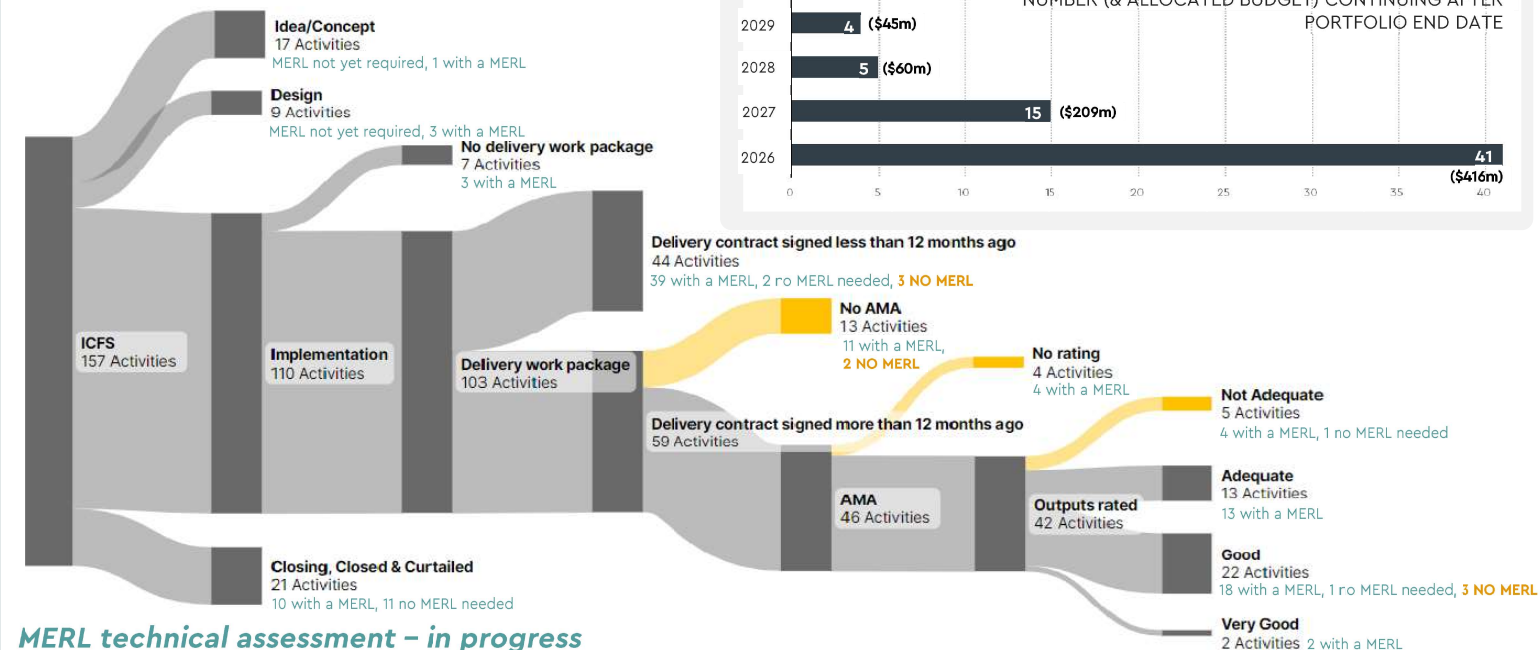 NUMBER (& ALLOCATED BUDGET) CONTINUING AFTER
PORTFOLIO END DATE
2029
4 ($45m)
2028
5 ($60m)
2027
15 ($209m)
2026
41
($416m)
0 5 10 15 20 25 30 35 40
Idea/Concept
17 Activities
MERL not yet required, 1 with a MERL
Design
9 Activities
MERL not yet required, 3 with a MERL
No delivery work package
7 Activities
3 with a MERL
Delivery contract signed less than 12 months ago
44 Activities
39 with a MERL, 2 no MERL needed, 3 NO MERL
No AMA
13 Activities
11 with a MERL,
2 NO MERL
ICFS
157 Activities
Implementation
110 Activities
Delivery work package
103 Activities
No rating
4 Activities
4 with a MERL
Delivery contract signed more than 12 months ago
59 Activities
Not Adequate
5 Activities
4 with a MERL, 1 no MERL needed
AMA
46 Activities
Outputs rated
42 Activities
Adequate
13 Activities
13 with a MERL
Good
22 Activities
18 with a MERL, 1 no MERL needed, 3 NO MERL
Closing, Closed & Curtailed
21 Activities
10 with a MERL, 11 no MERL needed
Very Good
2 Activities 2 with a MERL
MERL technical assessment – in progress